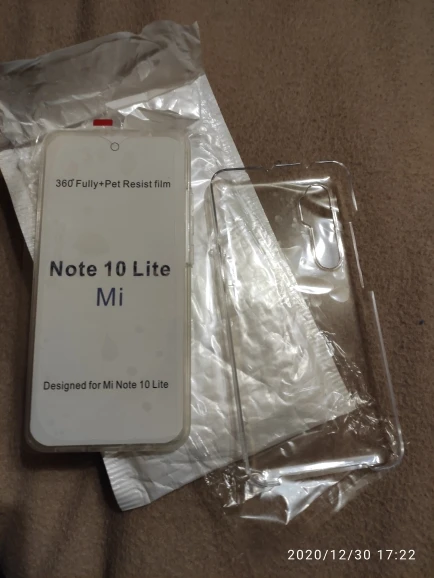 360°Fully+Pet Resist film
Note 10 Lite
Mi
Designed for Mi Note 10 Lite
2020/12/30 17:22